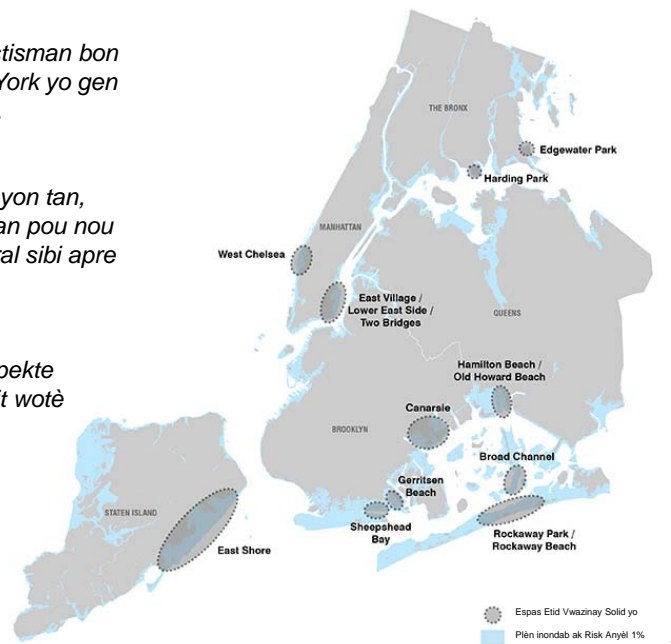 stisman bon
York yo gen
yon tan,
an pou nou
ral sibi apre
pekte
t wotè
THE BRONX
Edgewater Park
Harding Park
MANHATTAN
West Chelsea
East Village /
Lower East Side /
Two Bridges
QUEENS
Hamilton Beach /
Old Howard Beach
Canarsie
BROOKLYN
Broad Channel
Gerritsen
Beach
STATEN ISLAND
Sheepshead
Bay
Rockaway Park /
Rockaway Beach
East Shore
Espas Etid Vwazinay Solid yo
Plèn inondab ak Risk Anyèl 1%